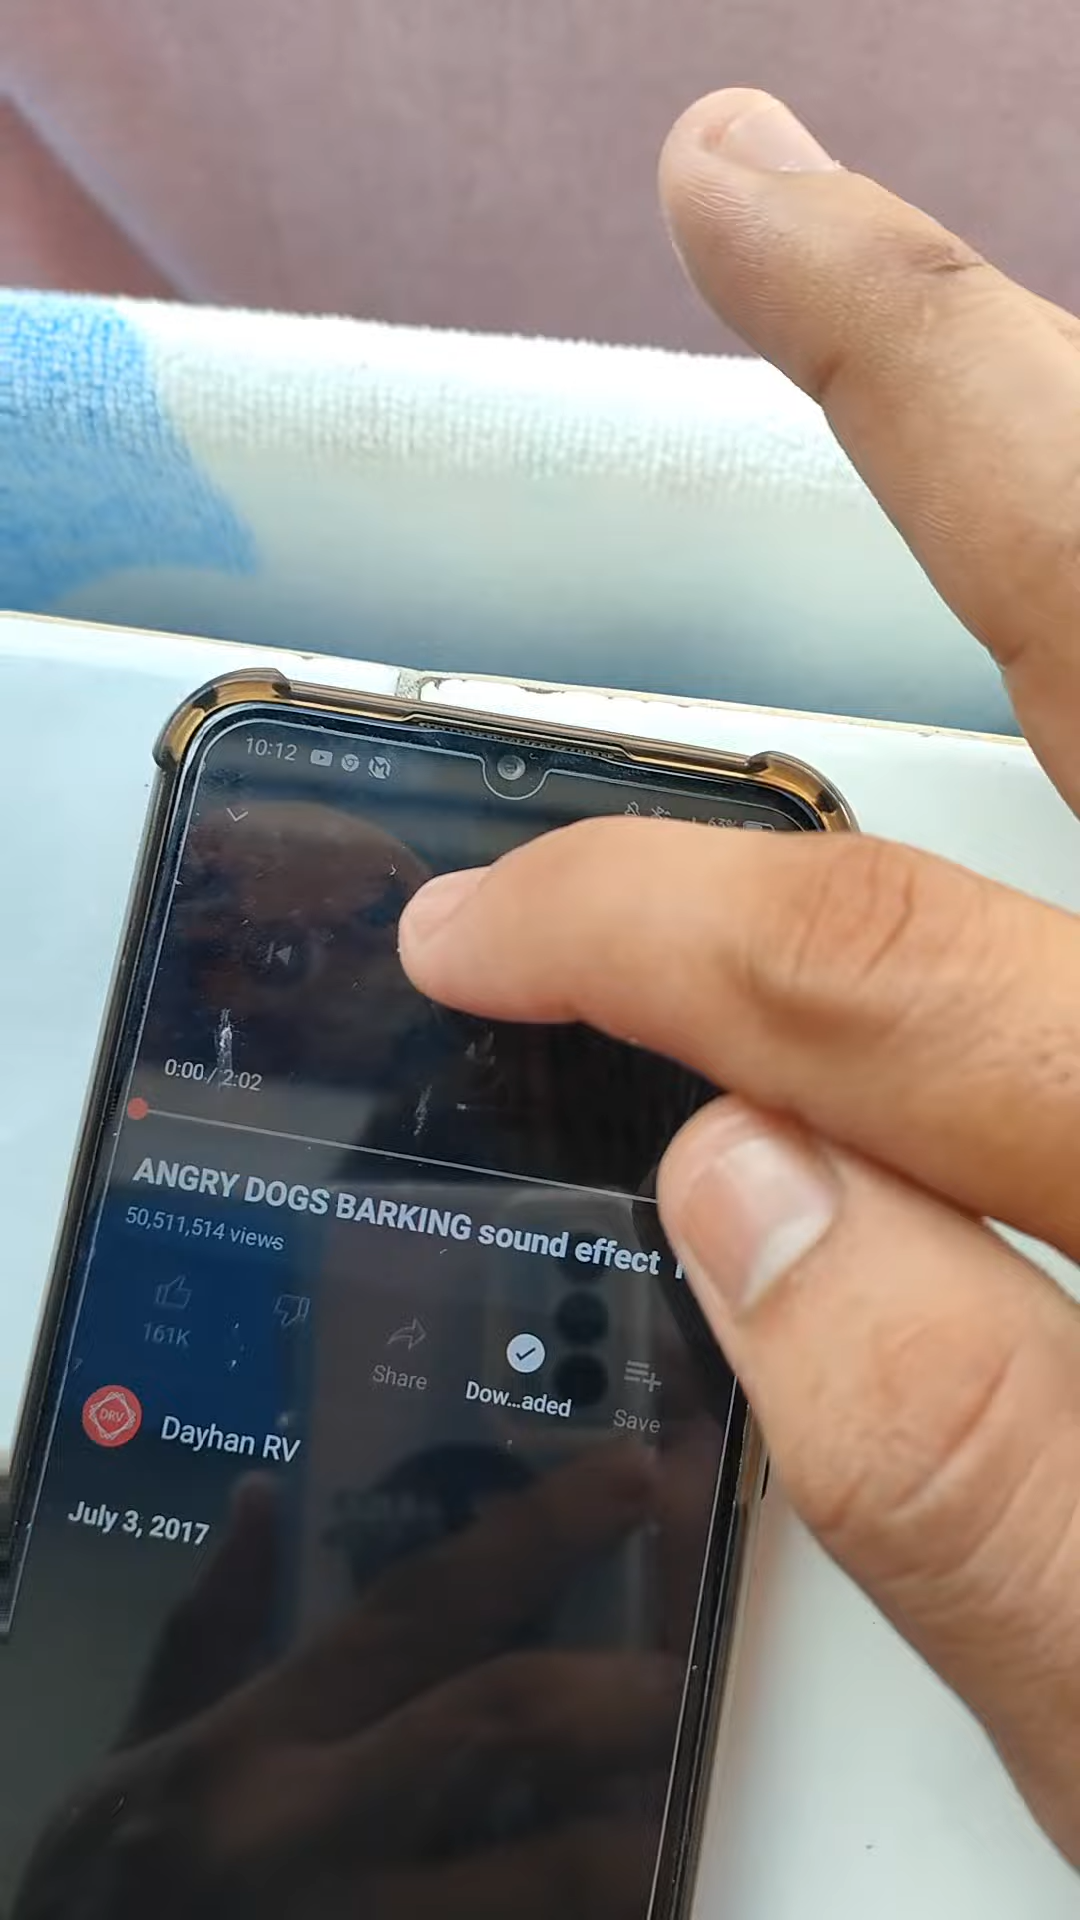 10:12
63%
0:00 / 2:02
ANGRY DOGS BARKING sound effect
50,511,514 views
161K
Share
Dow...aded
Save
DRV
Dayhan RV
July 3, 2017